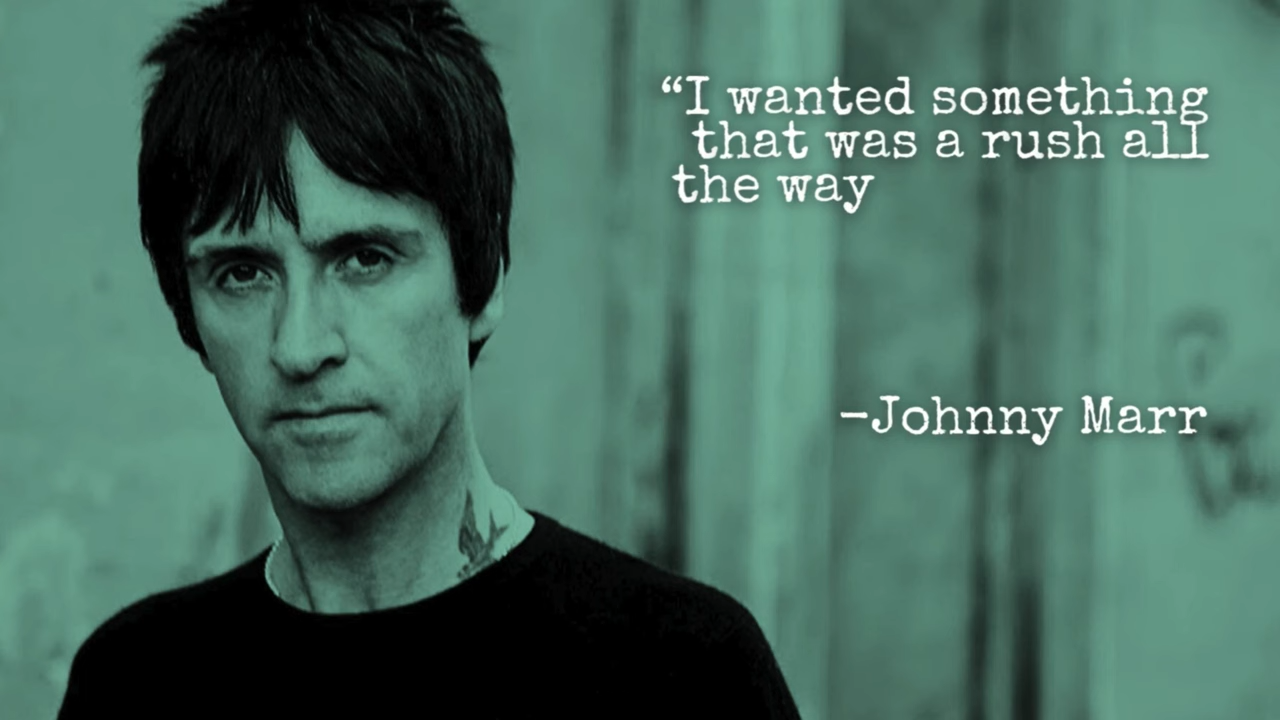 “I wanted something
that was a rush all
the way
–Johnny Marr